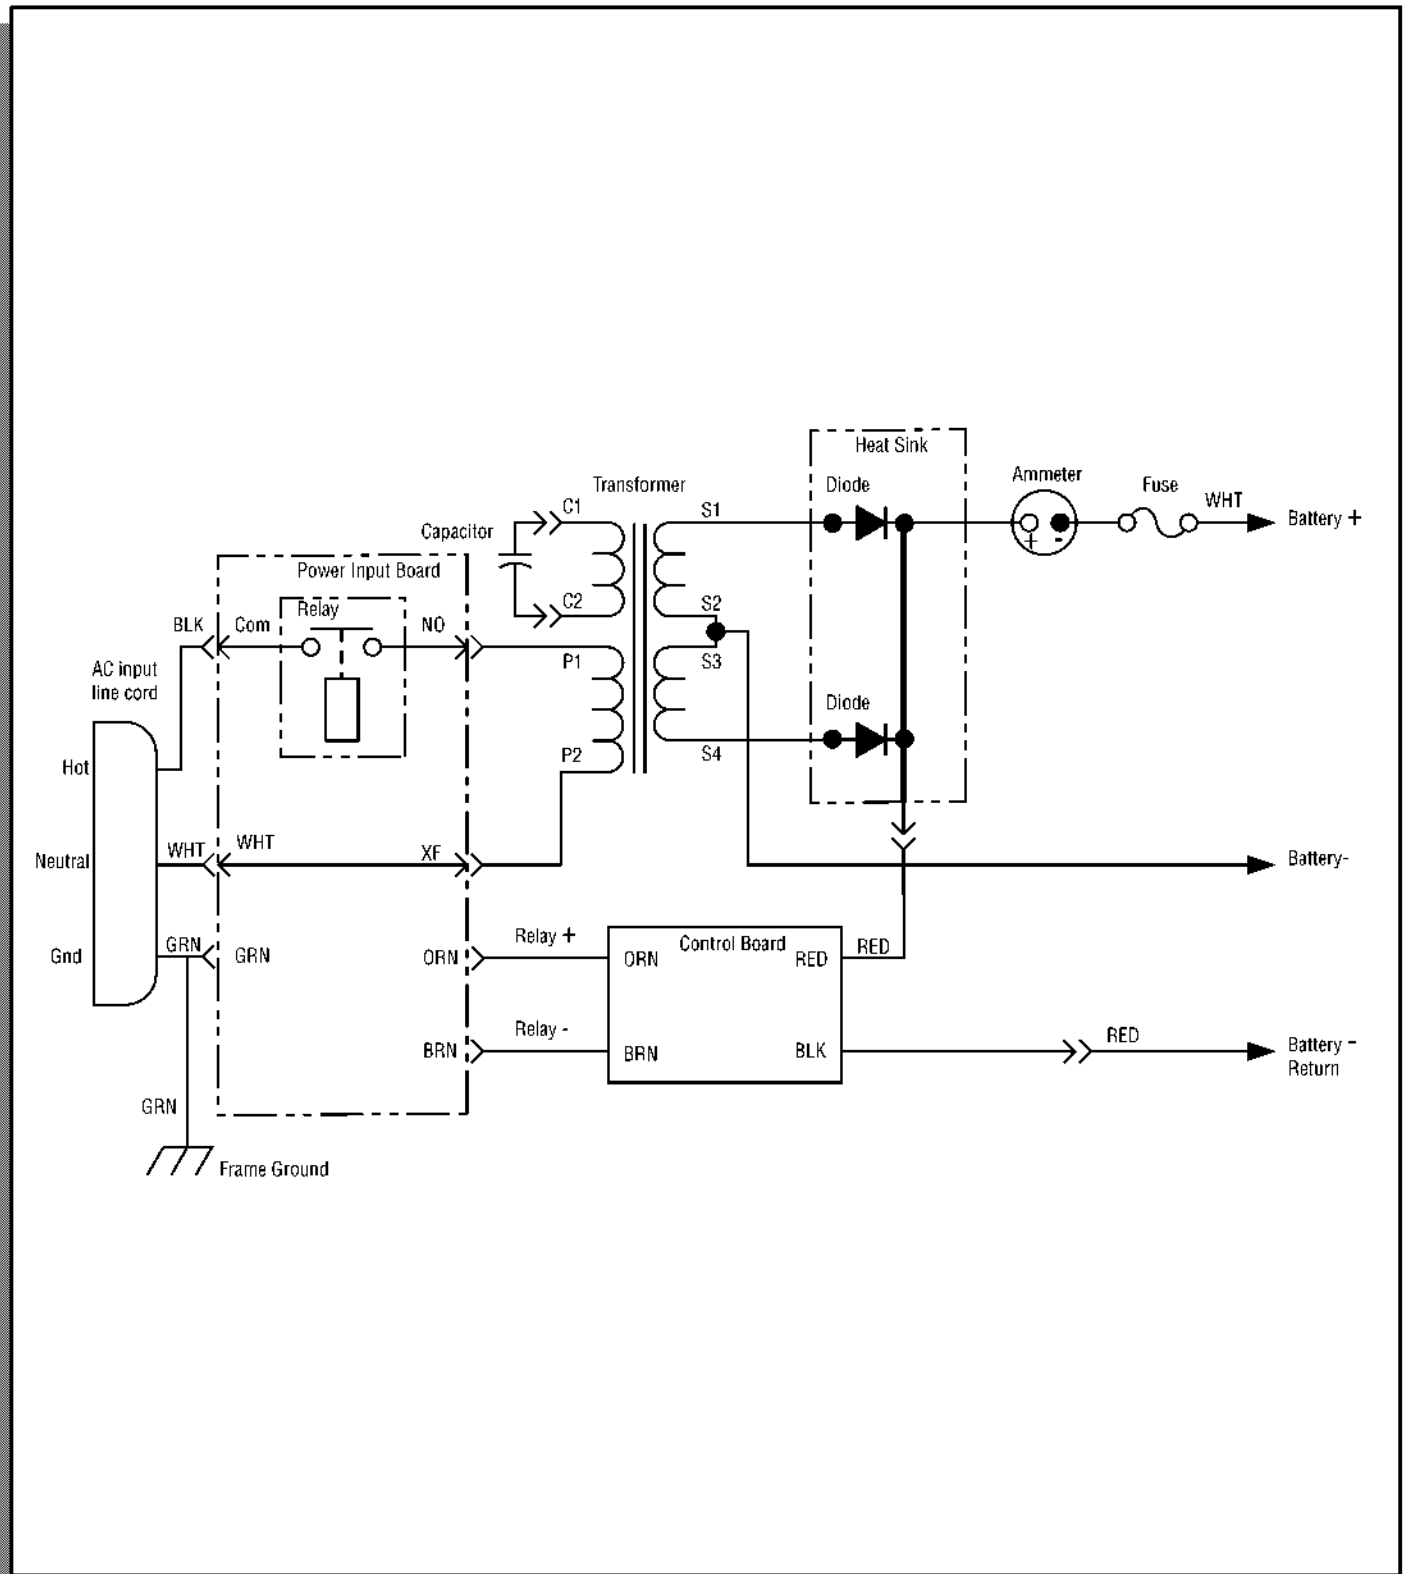 Heat Sink
Ammeter
Transformer
Diode
Fuse
WHT
C1
S1
Battery +
Capacitor
+ -
Power Input Board
C2
S2
Relay
BLK
Com
NO
P1
S3
AC input
line cord
Diode
P2
S4
Hot
WHT
WHT
XF
Neutral
Battery-
Relay +
Control Board
GRN
RED
Gnd
GRN
ORN
ORN
RED
Relay -
RED
BRN
BRN
BLK
Battery -
Return
GRN
Frame Ground